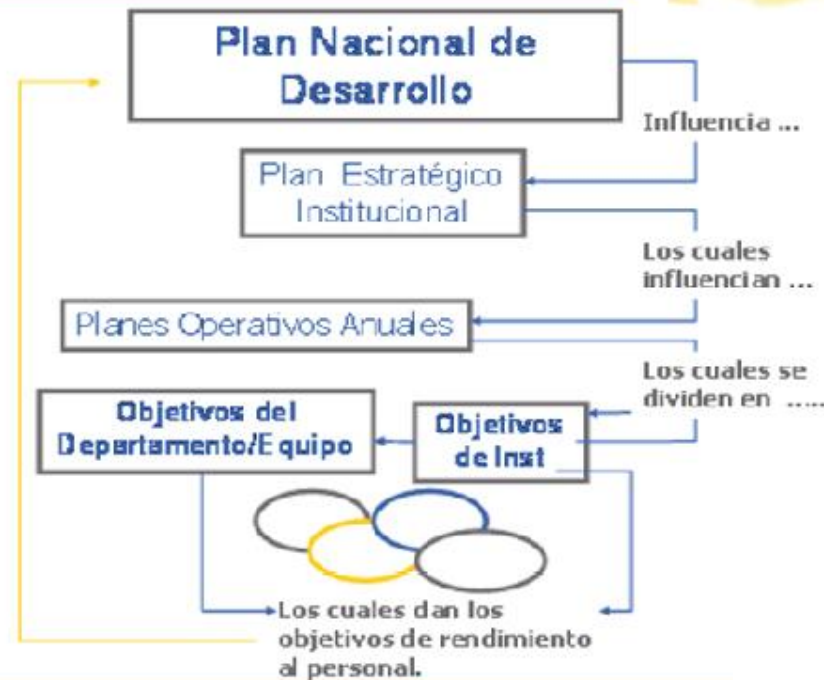 Plan Nacional de
Desarrollo
Influencia ...
Plan Estratégico
Institucional
Los cuales
influencian ...
Planes Operativos Anuales
Los cuales se
dividen en .....
Objetivos del
Departamento/Equipo
Objetivos
de Inst
Los cuales dan los
objetivos de rendimiento
al personal.